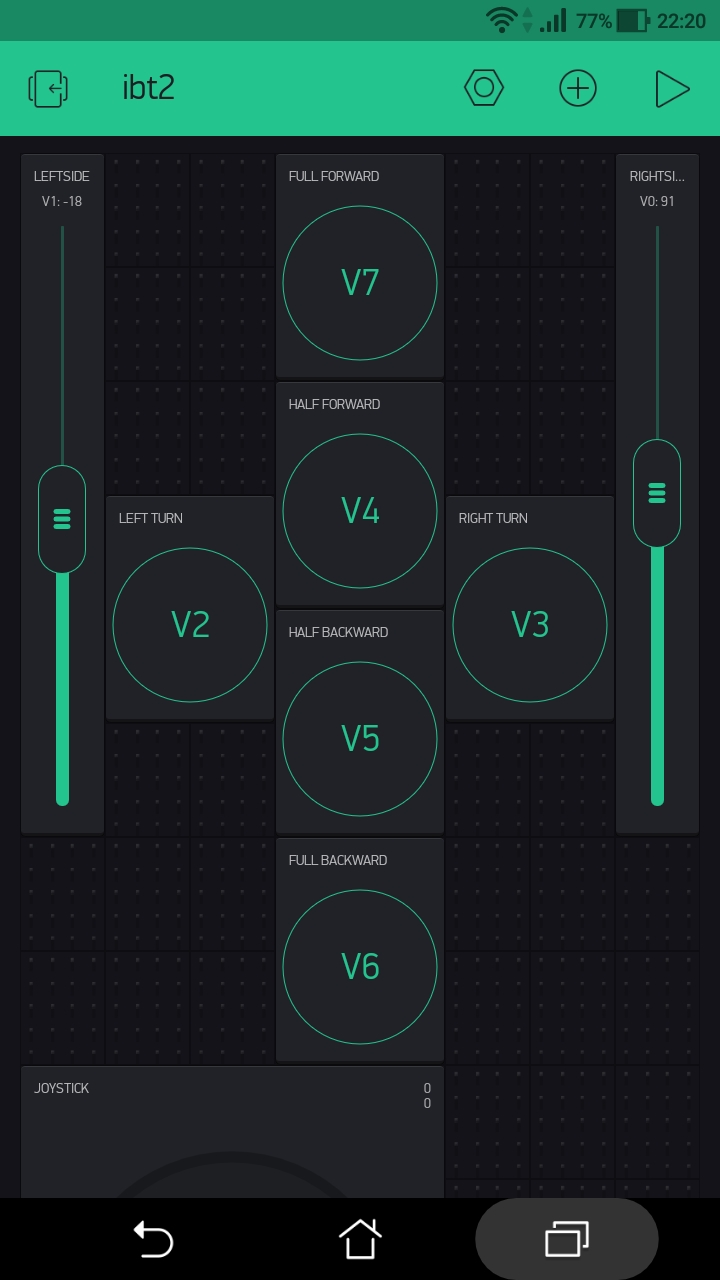 77% 22:20
ibt2
LEFTSIDE
V1: -18
FULL FORWARD
V7
RIGHTSI...
V0: 91
HALF FORWARD
V4
LEFT TURN
V2
RIGHT TURN
V3
HALF BACKWARD
V5
FULL BACKWARD
V6
JOYSTICK
0
0